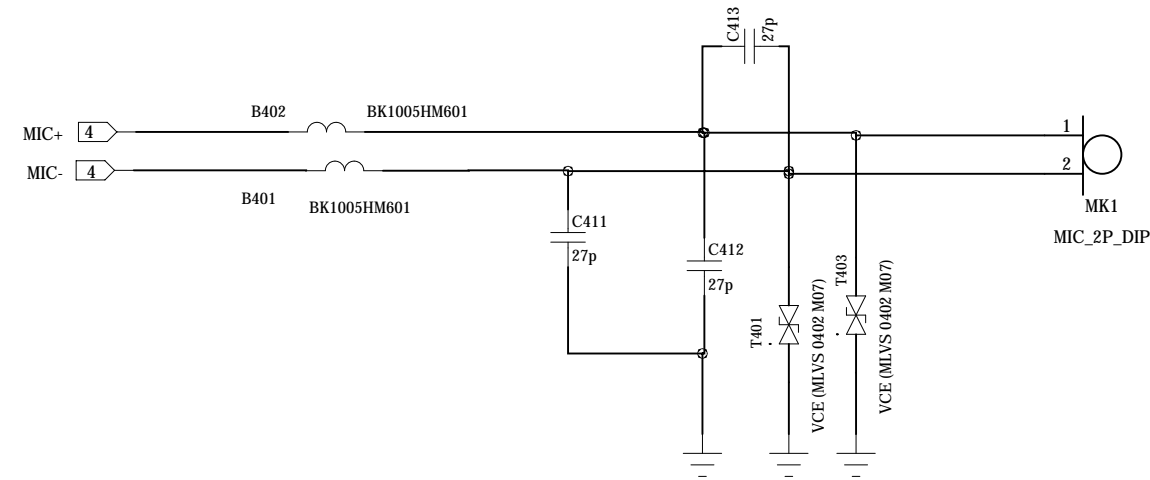 C413
27p
B402
BK1005HM601
MIC+
4
1
MIC-
4
2
B401
BK1005HM601
MK1
MIC_2P_DIP
C411
27p
C412
27p
T401
VCE (MLVS 0402 M07)
T403
VCE (MLVS 0402 M07)